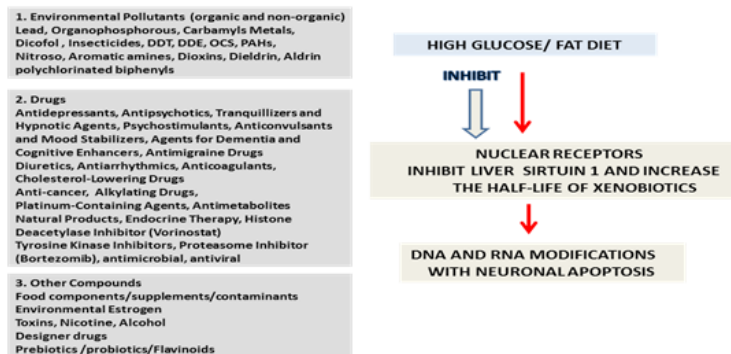 1. Environmental Pollutants (organic and non-organic)
Lead, Organophosphorous, Carbamyls Metals,
Dicofol , Insecticides, DDT, DDE, OCS, PAHs,
Nitroso, Aromatic amines, Dioxins, Dieldrin, Aldrin
polychlorinated biphenyls
2. Drugs
Antidepressants, Antipsychotics, Tranquillizers and
Hypnotic Agents, Psychostimulants, Anticonvulsants
and Mood Stabilizers, Agents for Dementia and
Cognitive Enhancers, Antimigraine Drugs
Diuretics, Antiarrhythmics, Anticoagulants,
Cholesterol-Lowering Drugs
Anti-cancer, Alkylating Drugs,
Platinum-Containing Agents, Antimetabolites
Natural Products, Endocrine Therapy, Histone
Deacetylase Inhibitor (Vorinostat)
Tyrosine Kinase Inhibitors, Proteasome Inhibitor
(Bortezomib), antimicrobial, antiviral
3. Other Compounds
Food components/supplements/contaminants
Environmental Estrogen
Toxins, Nicotine, Alcohol
Designer drugs
Prebiotics /probiotics/Flavinoids
HIGH GLUCOSE/ FAT DIET
INHIBIT
NUCLEAR RECEPTORS
INHIBIT LIVER SIRTUIN 1 AND INCREASE
THE HALF-LIFE OF XENOBIOTICS
DNA AND RNA MODIFICATIONS
WITH NEURONAL APOPTOSIS